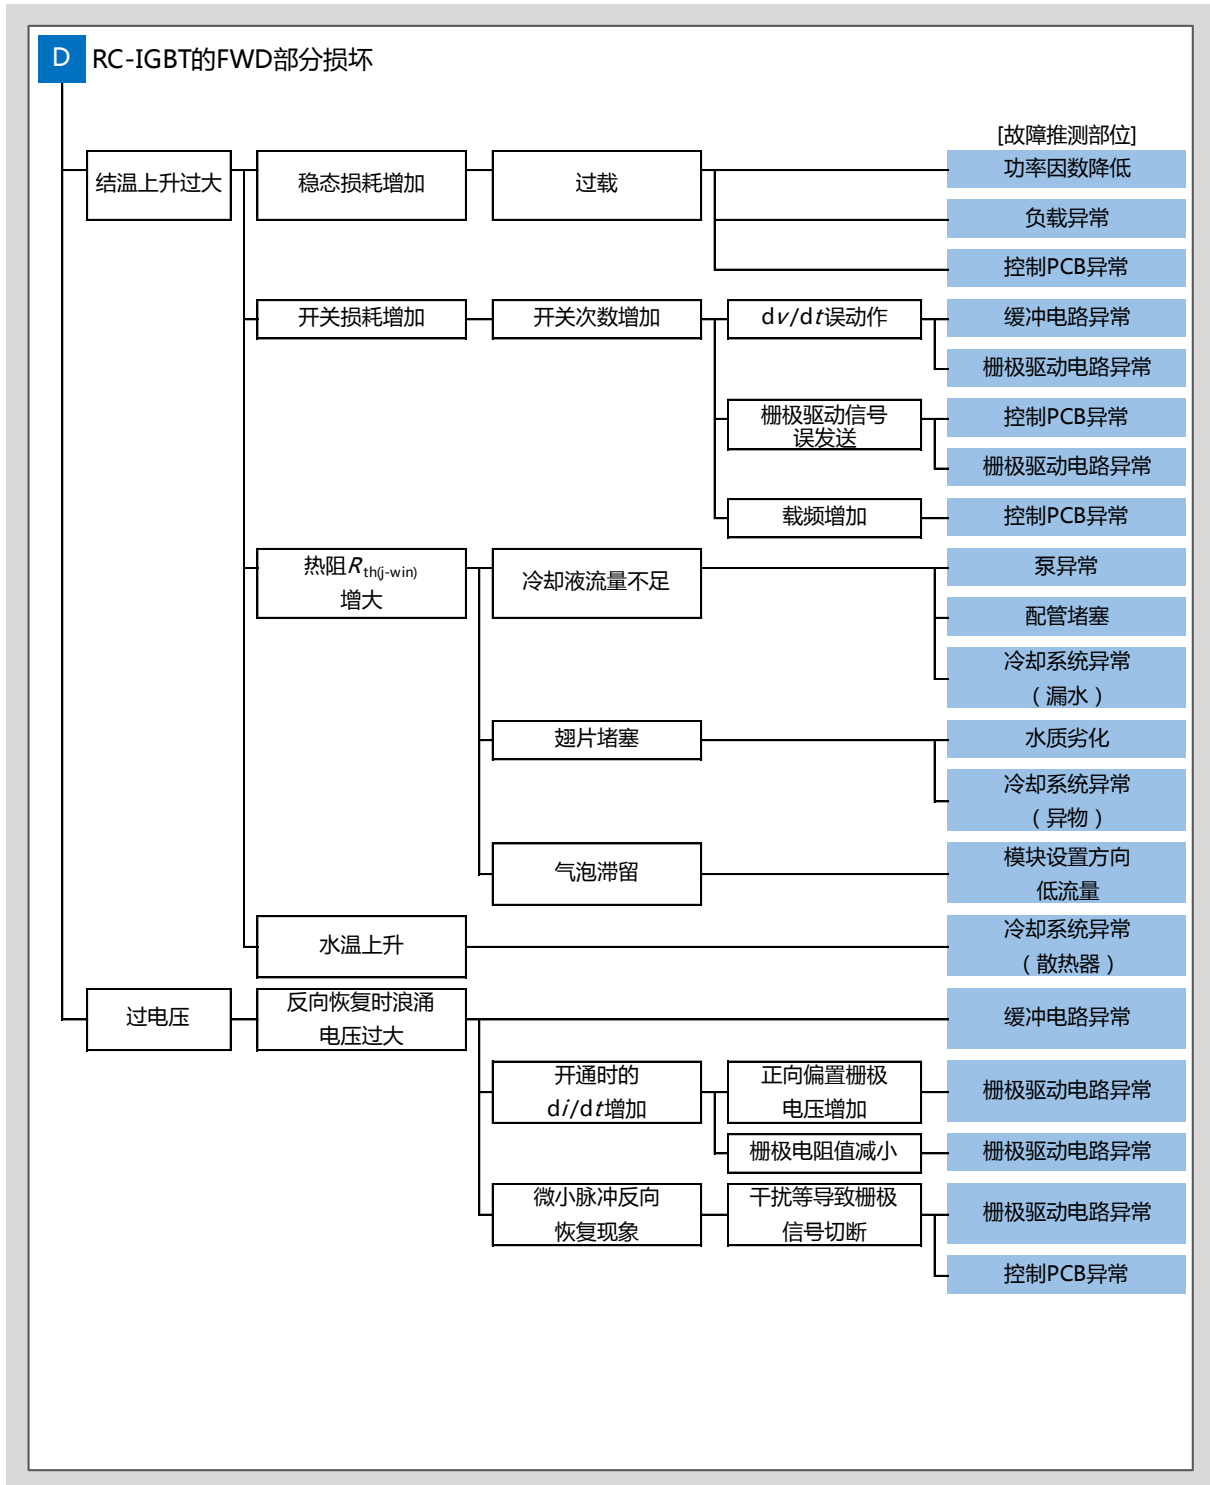 D
RC-IGBT的FWD部分损坏
[故障推测部位]
结温上升过大
稳态损耗增加
过载
功率因数降低
负载异常
控制PCB异常
开关损耗增加
开关次数增加
dv/dt误动作
缓冲电路异常
栅极驱动电路异常
栅极驱动信号
误发送
控制PCB异常
栅极驱动电路异常
载频增加
控制PCB异常
热阻Rth(j-win)
增大
冷却液流量不足
泵异常
配管堵塞
冷却系统异常
（漏水）
翅片堵塞
水质劣化
冷却系统异常
（异物）
气泡滞留
模块设置方向
低流量
水温上升
冷却系统异常
（散热器）
过电压
反向恢复时浪涌
电压过大
缓冲电路异常
开通时的
di/dt增加
正向偏置栅极
电压增加
栅极驱动电路异常
栅极电阻值减小
栅极驱动电路异常
微小脉冲反向
恢复现象
干扰等导致栅极
信号切断
栅极驱动电路异常
控制PCB异常